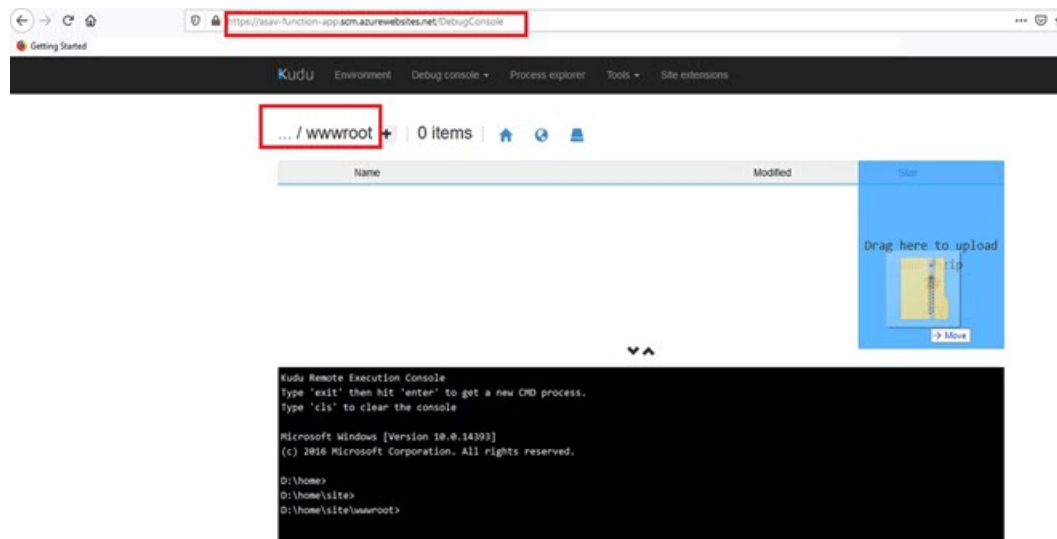 https://asav-function-app.scm.azurewebsites.net/DebugConsole
Getting Started
Kudu Environment Debug console Process explorer Tools Site extensions
... / wwwroot + | 0 items |
Name Modified Size
Drag here to upload
zip
Move
Kudu Remote Execution Console
Type 'exit' then hit 'enter' to get a new CMD process.
Type 'cls' to clear the console
Microsoft Windows [Version 10.0.14393]
(c) 2016 Microsoft Corporation. All rights reserved.
D:\home>
D:\home\site>
D:\home\site\wwwroot>